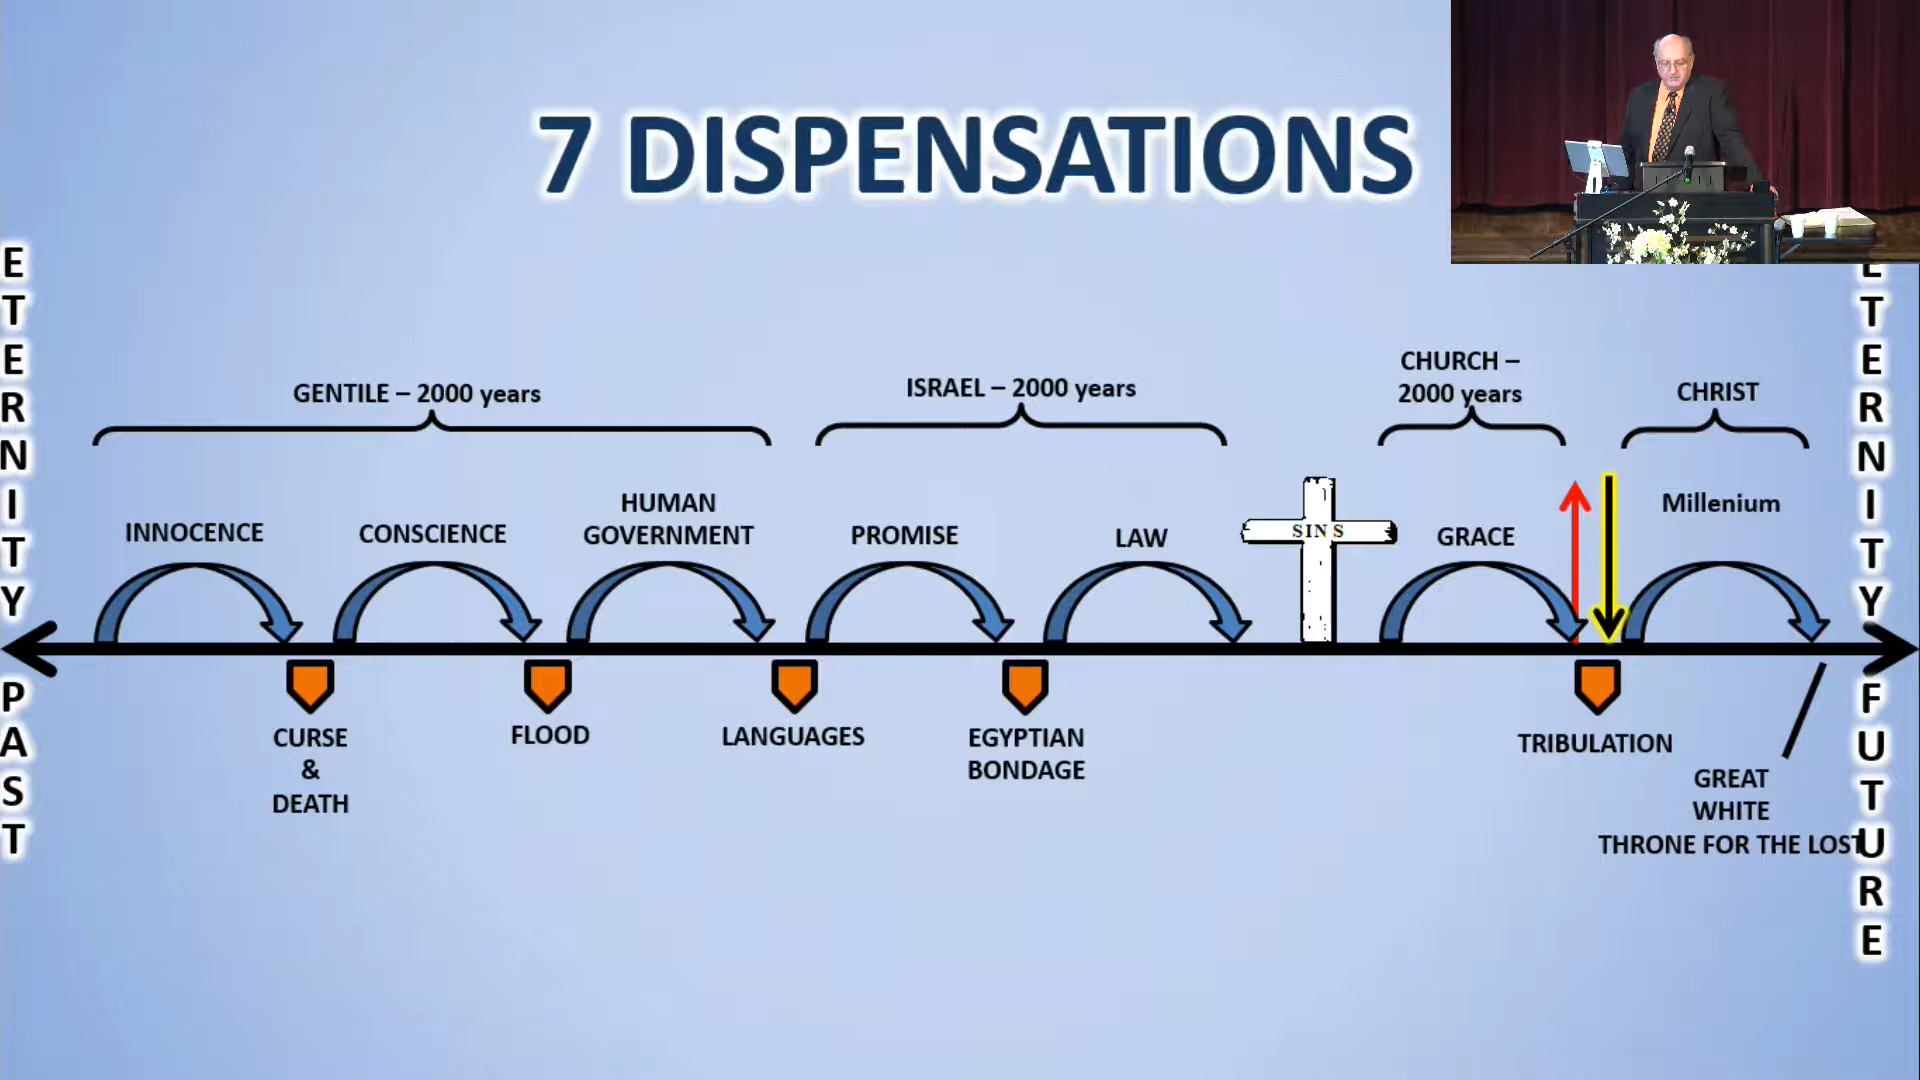 7 DISPENSATIONS
ETERNITY PAST
GENTILE – 2000 years
ISRAEL – 2000 years
CHURCH –
2000 years
CHRIST
INNOCENCE
CONSCIENCE
HUMAN
GOVERNMENT
PROMISE
LAW
SINS
GRACE
Millenium
CURSE
&
DEATH
FLOOD
LANGUAGES
EGYPTIAN
BONDAGE
TRIBULATION
GREAT
WHITE
THRONE FOR THE LOST
ETERNITY FUTURE